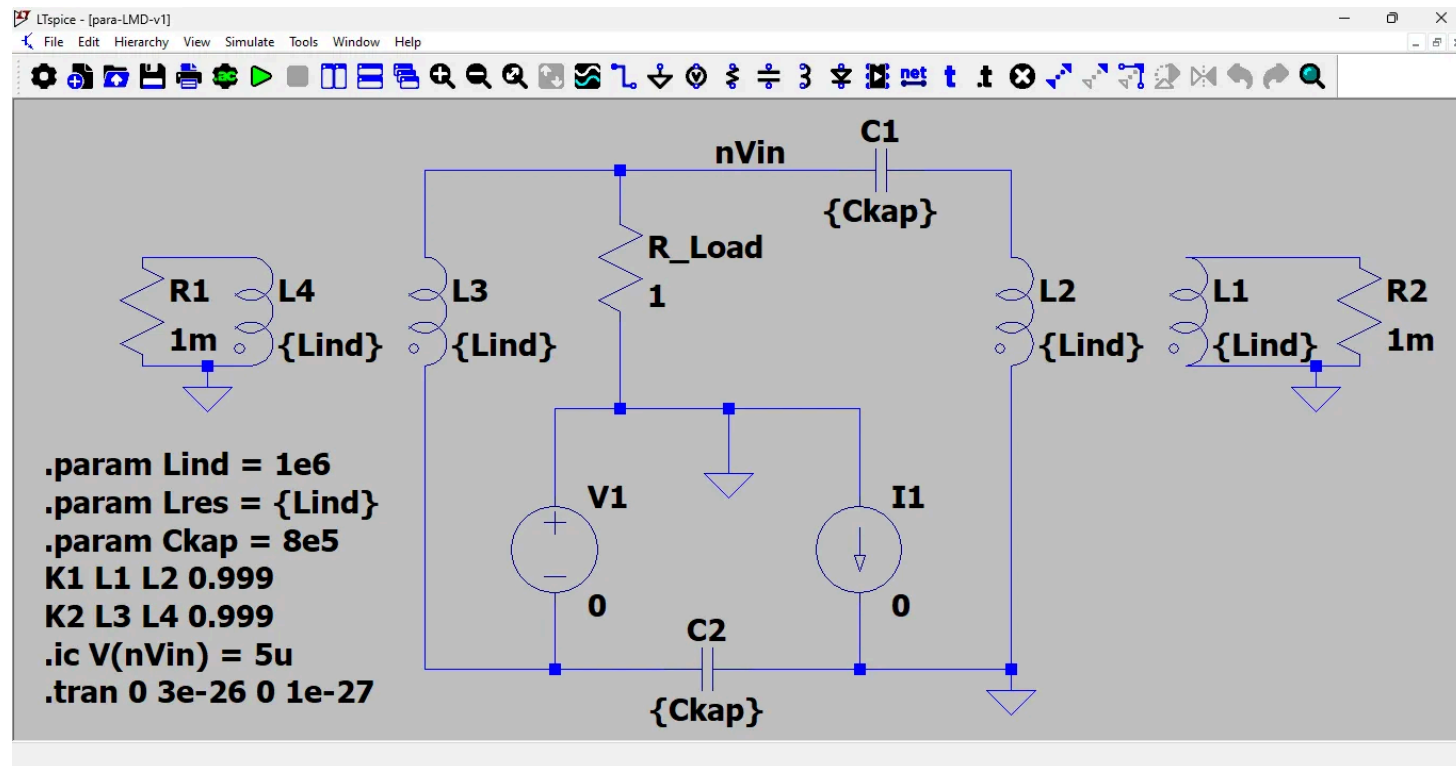 LTspice - [para-LMD-v1]
File Edit Hierarchy View Simulate Tools Window Help
.ac net t .t
C1
nVin
{Ckap}
R_Load
1
R1
1m
L4
{Lind}
L3
{Lind}
L2
{Lind}
L1
{Lind}
R2
1m
V1
0
I1
0
C2
{Ckap}
.param Lind = 1e6
.param Lres = {Lind}
.param Ckap = 8e5
K1 L1 L2 0.999
K2 L3 L4 0.999
.ic V(nVin) = 5u
.tran 0 3e-26 0 1e-27